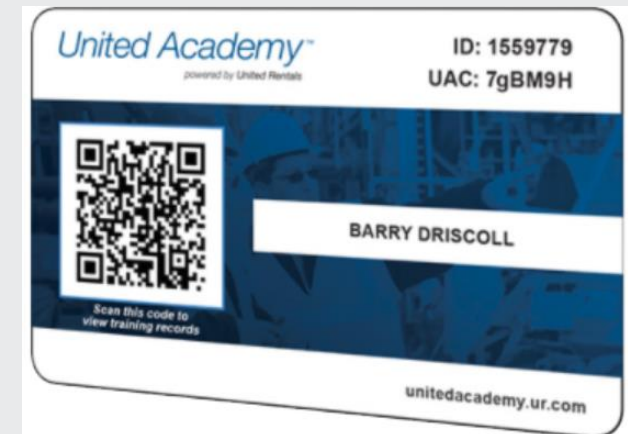 United Academy™
powered by United Rentals
ID: 1559779
UAC: 7gBM9H
BARRY DRISCOLL
Scan this code to
view training records
unitedacademy.ur.com